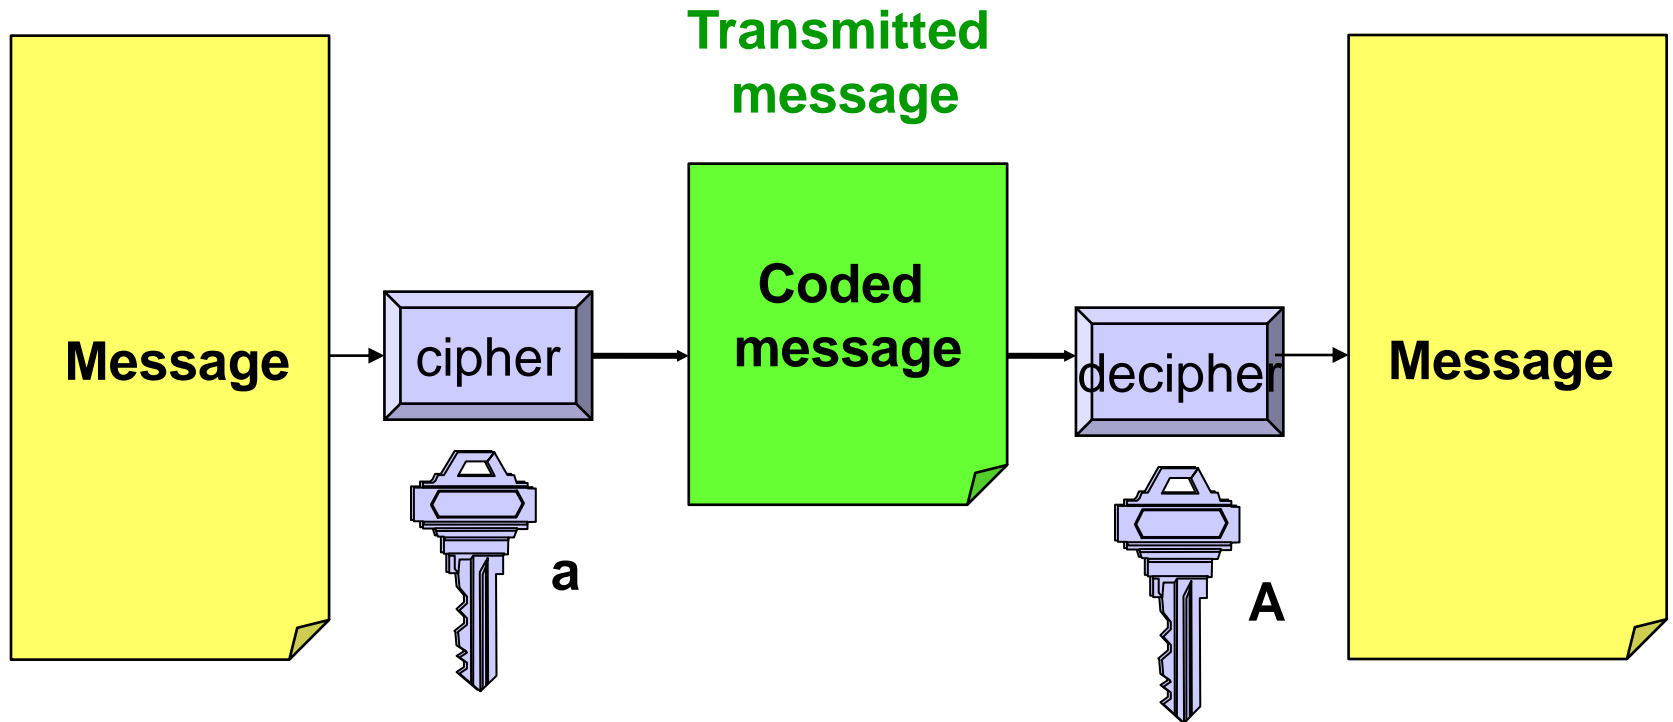 Transmitted
message
Message
cipher
Coded
message
decipher
Message
a
A